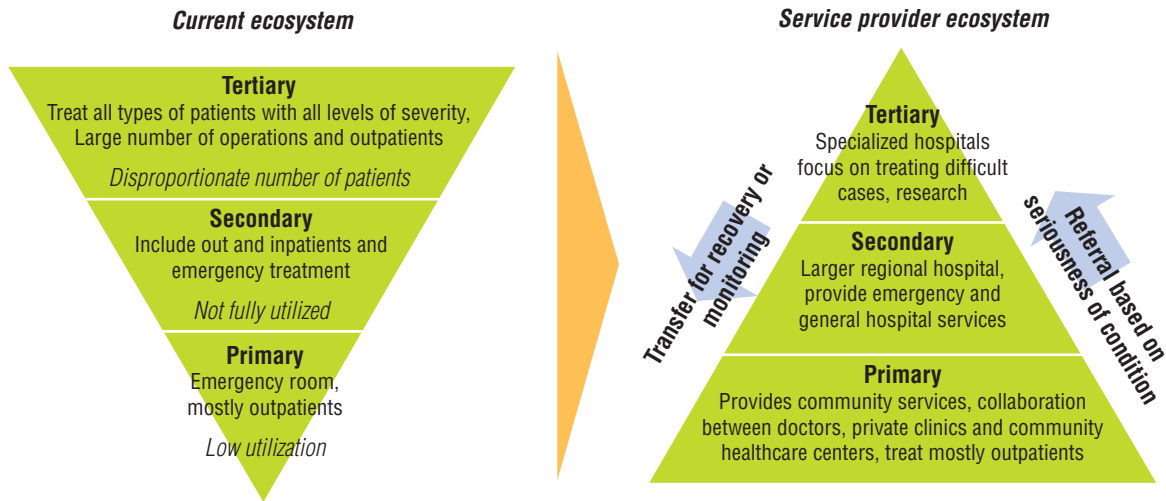 Current ecosystem
Tertiary
Treat all types of patients with all levels of severity,
Large number of operations and outpatients
Disproportionate number of patients
Secondary
Include out and inpatients and
emergency treatment
Not fully utilized
Primary
Emergency room,
mostly outpatients
Low utilization
Service provider ecosystem
Tertiary
Specialized hospitals
focus on treating difficult
cases, research
Secondary
Larger regional hospital,
provide emergency and
general hospital services
Primary
Provides community services, collaboration
between doctors, private clinics and community
healthcare centers, treat mostly outpatients
Transfer for recovery or
monitoring
Referral based on
seriousness of condition